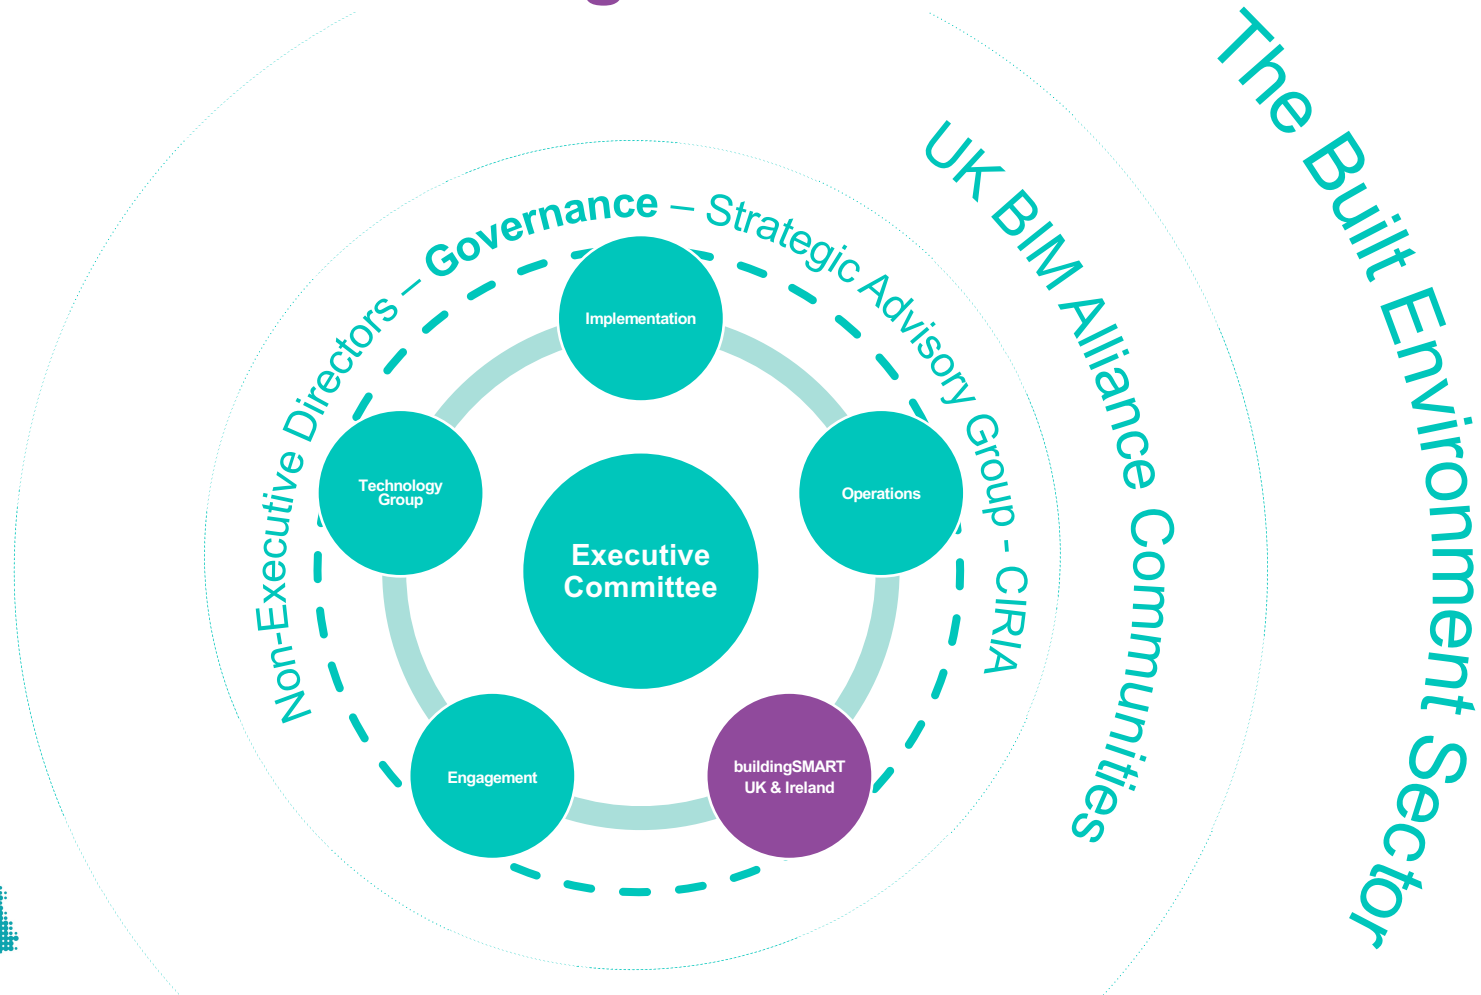 The Built Environment Sector
UK BIM Alliance Communities
Non-Executive Directors – Governance – Strategic Advisory Group - CIRIA
Implementation
Technology
Group
Operations
Executive
Committee
Engagement
buildingSMART
UK & Ireland